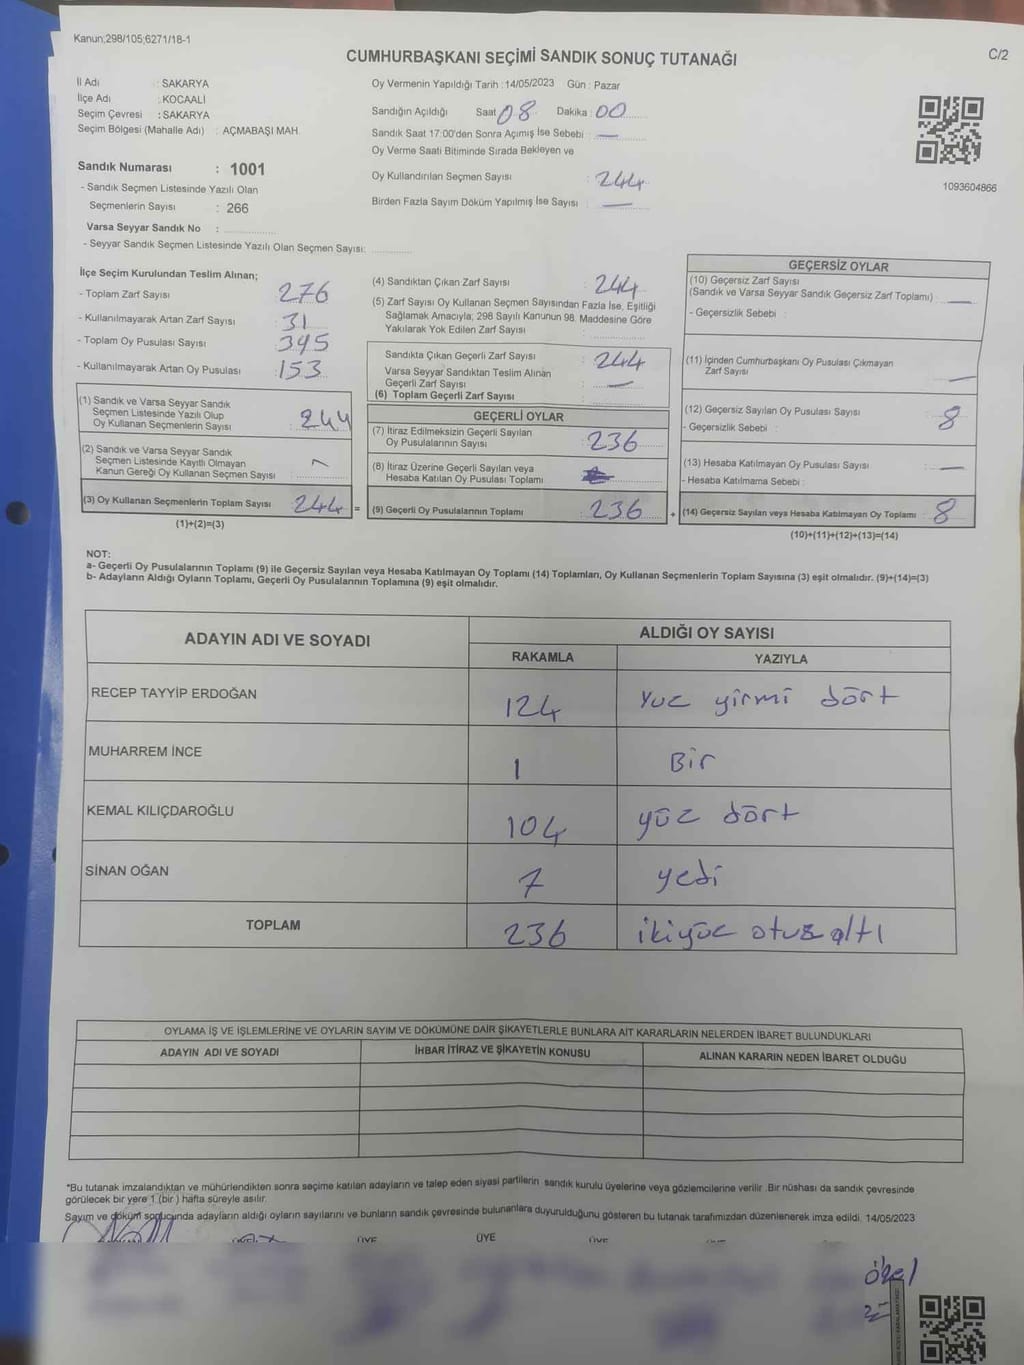 Kanun;298/105;6271/18-1
CUMHURBAŞKANI SEÇİMİ SANDIK SONUÇ TUTANAĞI
C/2
İl Adı : SAKARYA
İlçe Adı : KOCAALİ
Seçim Çevresi : SAKARYA
Seçim Bölgesi (Mahalle Adı) : AÇMABAŞI MAH.
Sandık Numarası : 1001
- Sandık Seçmen Listesinde Yazılı Olan
Seçmenlerin Sayısı : 266
Varsa Seyyar Sandık No :
- Seyyar Sandık Seçmen Listesinde Yazılı Olan Seçmen Sayısı:
Oy Vermenin Yapıldığı Tarih : 14/05/2023 Gün : Pazar
Sandığın Açıldığı Saat 08 Dakika : 00
Sandık Saat 17:00'den Sonra Açımış İse Sebebi : —
Oy Verme Saati Bitiminde Sırada Bekleyen ve
Oy Kullandırılan Seçmen Sayısı : 244
Birden Fazla Sayım Döküm Yapılmış İse Sayısı : —
1093604866
İlçe Seçim Kurulundan Teslim Alınan;
- Toplam Zarf Sayısı : 276
- Kullanılmayarak Artan Zarf Sayısı : 31
- Toplam Oy Pusulası Sayısı : 395
- Kullanılmayarak Artan Oy Pusulası : 153
(1) Sandık ve Varsa Seyyar Sandık
Seçmen Listesinde Yazılı Olup
Oy Kullanan Seçmenlerin Sayısı : 244
(2) Sandık ve Varsa Seyyar Sandık
Seçmen Listesinde Kayıtlı Olmayan
Kanun Gereği Oy Kullanan Seçmen Sayısı :
(3) Oy Kullanan Seçmenlerin Toplam Sayısı : 244 =
(1)+(2)=(3)
(4) Sandıktan Çıkan Zarf Sayısı : 244
(5) Zarf Sayısı Oy Kullanan Seçmen Sayısından Fazla İse, Eşitliği
Sağlamak Amacıyla; 298 Sayılı Kanunun 98. Maddesine Göre
Yakılarak Yok Edilen Zarf Sayısı :
Sandıkta Çıkan Geçerli Zarf Sayısı : 244
Varsa Seyyar Sandıktan Teslim Alınan
Geçerli Zarf Sayısı : —
(6) Toplam Geçerli Zarf Sayısı :
GEÇERLİ OYLAR
(7) İtiraz Edilmeksizin Geçerli Sayılan
Oy Pusulalarının Sayısı : 236
(8) İtiraz Üzerine Geçerli Sayılan veya
Hesaba Katılan Oy Pusulası Toplamı :
(9) Geçerli Oy Pusulalarının Toplamı : 236 +
GEÇERSİZ OYLAR
(10) Geçersiz Zarf Sayısı
(Sandık ve Varsa Seyyar Sandık Geçersiz Zarf Toplamı) : —
- Geçersizlik Sebebi :
(11) İçinden Cumhurbaşkanı Oy Pusulası Çıkmayan
Zarf Sayısı : —
(12) Geçersiz Sayılan Oy Pusulası Sayısı : 8
- Geçersizlik Sebebi :
(13) Hesaba Katılmayan Oy Pusulası Sayısı : —
- Hesaba Katılmama Sebebi :
(14) Geçersiz Sayılan veya Hesaba Katılmayan Oy Toplamı : 8
(10)+(11)+(12)+(13)=(14)
NOT:
a- Geçerli Oy Pusulalarının Toplamı (9) ile Geçersiz Sayılan veya Hesaba Katılmayan Oy Toplamı (14) Toplamları, Oy Kullanan Seçmenlerin Toplam Sayısına (3) eşit olmalıdır. (9)+(14)=(3)
b- Adayların Aldığı Oyların Toplamı, Geçerli Oy Pusulalarının Toplamına (9) eşit olmalıdır.
ADAYIN ADI VE SOYADI
ALDIĞI OY SAYISI
RAKAMLA YAZIYLA
RECEP TAYYİP ERDOĞAN 124 Yuz yirmi dört
MUHARREM İNCE 1 Bir
KEMAL KILIÇDAROĞLU 104 yüz dört
SİNAN OĞAN 7 yedi
TOPLAM 236 ikiyüz otuz altı
OYLAMA İŞ VE İŞLEMLERİNE VE OYLARIN SAYIM VE DÖKÜMÜNE DAİR ŞİKAYETLERLE BUNLARA AİT KARARLARIN NELERDEN İBARET BULUNDUKLARI
ADAYIN ADI VE SOYADI İHBAR İTİRAZ VE ŞİKAYETİN KONUSU ALINAN KARARIN NEDEN İBARET OLDUĞU
*Bu tutanak imzalandıktan ve mühürlendikten sonra seçime katılan adayların ve talep eden siyasi partilerin sandık kurulu üyelerine veya gözlemcilerine verilir. Bir nüshası da sandık çevresinde
görülecek bir yere 1 (bir ) hafta süreyle asılır.
Sayım ve döküm sonucunda adayların aldığı oyların sayılarını ve bunların sandık çevresinde bulunanlara duyurulduğunu gösteren bu tutanak tarafımızdan düzenlenerek imza edildi. 14/05/2023
ÜYE ÜYE ÜYE
özel